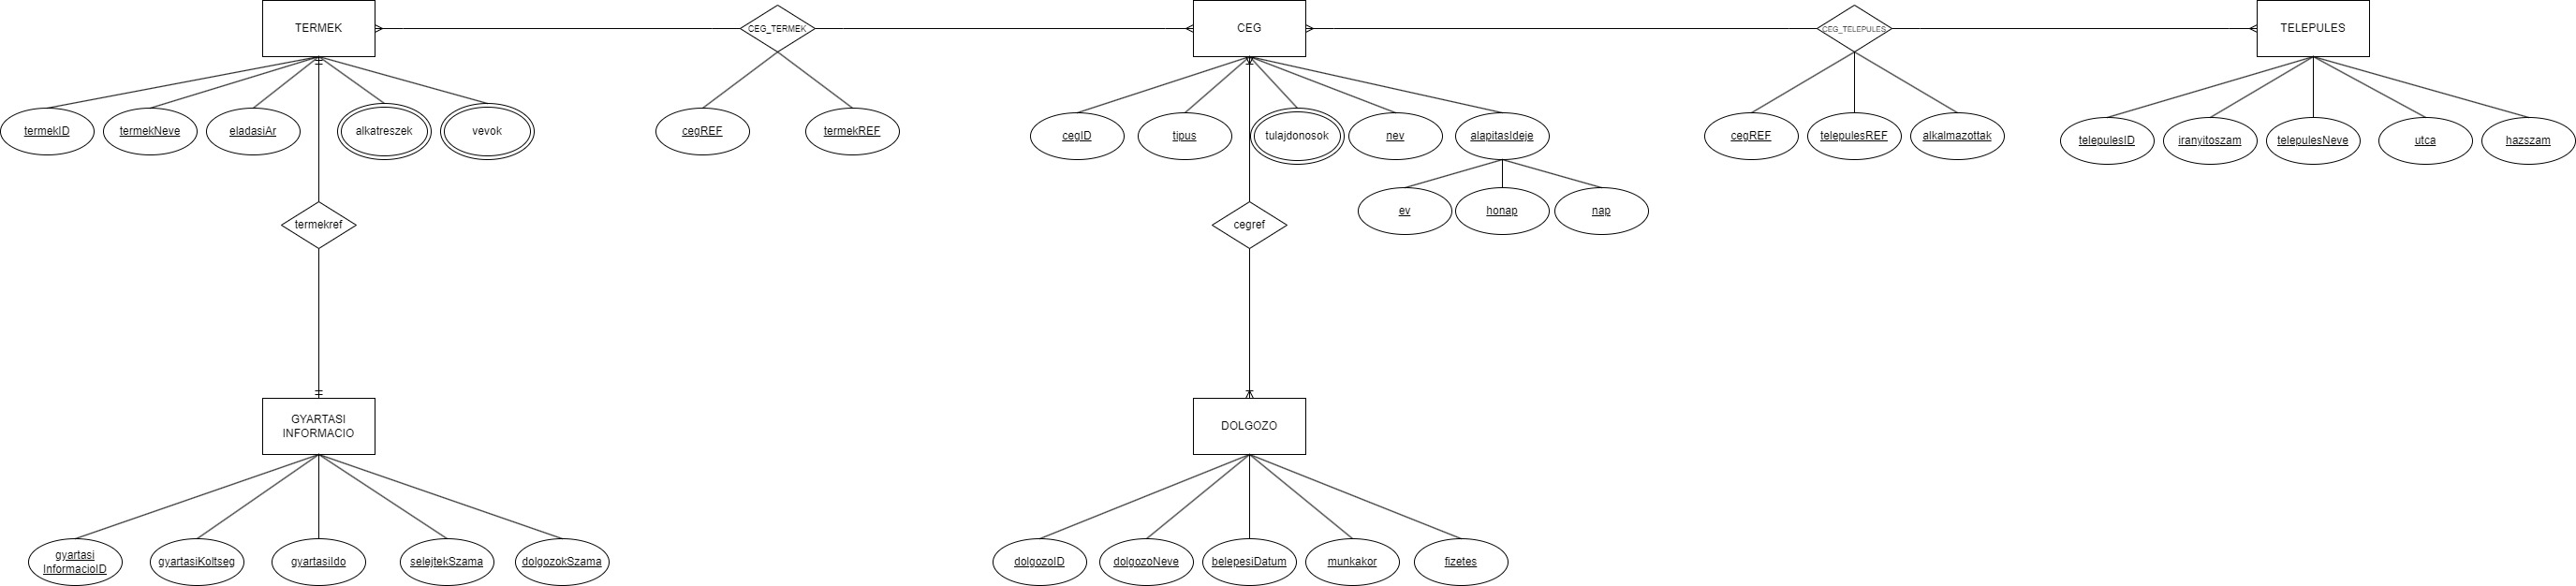 TERMEK
CEG_TERMEK
CEG
CEG_TELEPULES
TELEPULES
termekID
termekNeve
eladasiAr
alkatreszek
vevok
cegREF
termekREF
cegID
tipus
tulajdonosok
nev
alapitasIdeje
cegREF
telepulesREF
alkalmazottak
telepulesID
iranyitoszam
telepulesNeve
utca
hazszam
ev
honap
nap
termekref
cegref
GYARTASI
INFORMACIO
DOLGOZO
gyartasi
InformacioID
gyartasiKoltseg
gyartasiIdo
selejtekSzama
dolgozokSzama
dolgozoID
dolgozoNeve
belepesiDatum
munkakor
fizetes